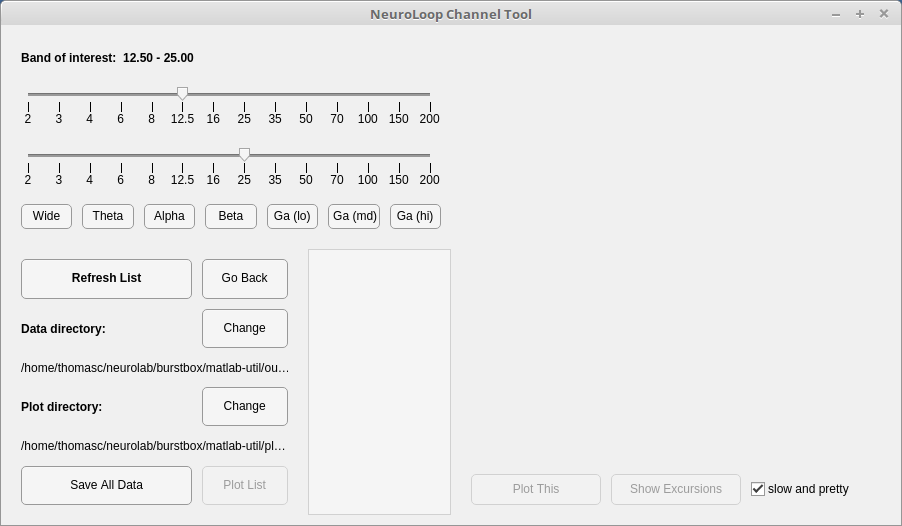 NeuroLoop Channel Tool
Band of interest: 12.50 - 25.00
2 3 4 6 8 12.5 16 25 35 50 70 100 150 200
2 3 4 6 8 12.5 16 25 35 50 70 100 150 200
Wide Theta Alpha Beta Ga (lo) Ga (md) Ga (hi)
Refresh List Go Back
Data directory: Change
/home/thomasc/neurolab/burstbox/matlab-util/ou...
Plot directory: Change
/home/thomasc/neurolab/burstbox/matlab-util/pl...
Save All Data Plot List
Plot This Show Excursions slow and pretty